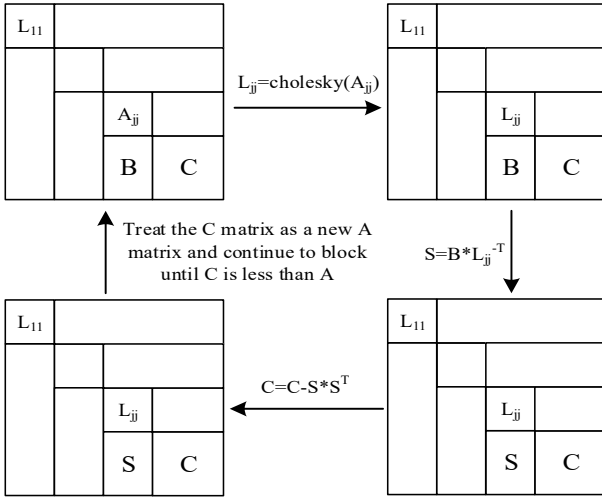 L₁₁
L₁₁
Lⱼⱼ=cholesky(Aⱼⱼ)
Aⱼⱼ
Lⱼⱼ
B C
B C
Treat the C matrix as a new A
matrix and continue to block
until C is less than A
S=B*Lⱼⱼ⁻ᵀ
L₁₁
L₁₁
C=C-S*Sᵀ
Lⱼⱼ
Lⱼⱼ
S C
S C